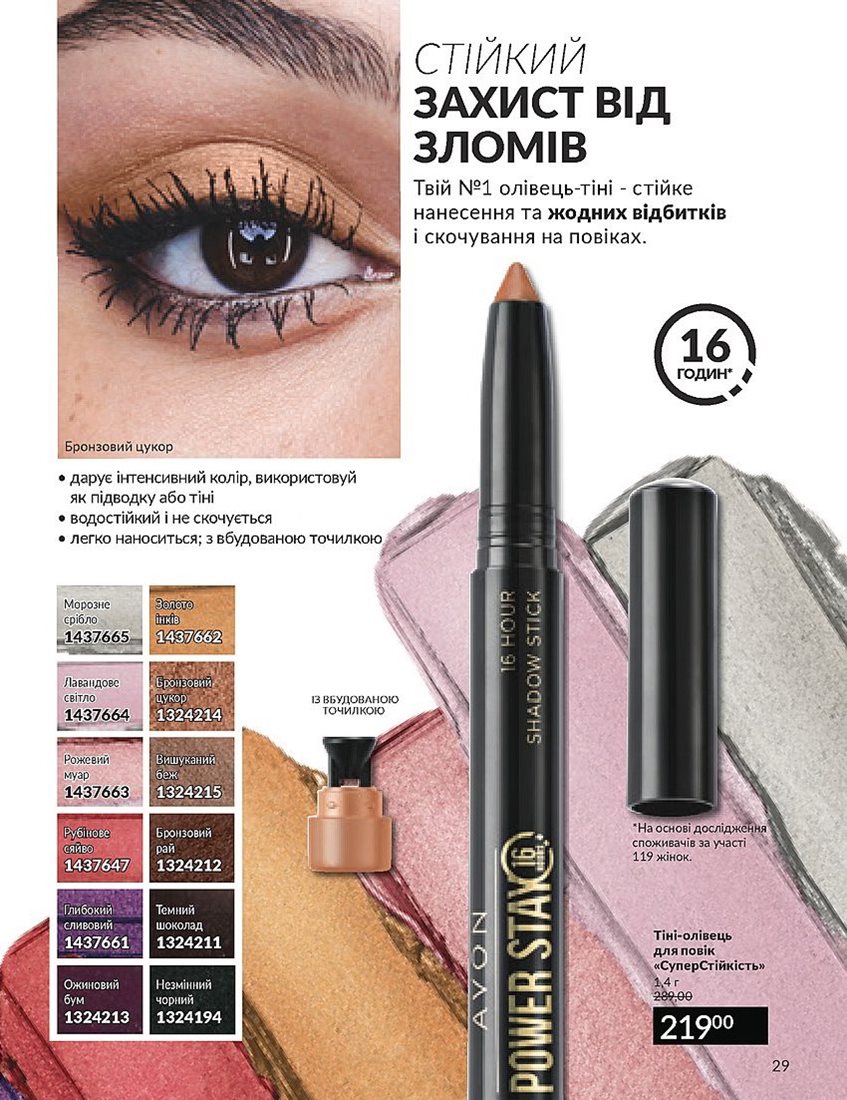 СТІЙКИЙ
ЗАХИСТ ВІД
ЗЛОМІВ
Твій №1 олівець-тіні - стійке
нанесення та жодних відбитків
і скочування на повіках.
16
ГОДИН*
Бронзовий цукор
• дарує інтенсивний колір, використовуй
як підводку або тіні
• водостійкий і не скочується
• легко наноситься; з вбудованою точилкою
Морозне
срібло
1437665
Золото
інків
1437662
Лавандове
світло
1437664
Бронзовий
цукор
1324214
Рожевий
муар
1437663
Вишуканий
беж
1324215
Рубінове
сяйво
1437647
Бронзовий
рай
1324212
Глибокий
сливовий
1437661
Темний
шоколад
1324211
Ожиновий
бум
1324213
Незмінний
чорний
1324194
ІЗ ВБУДОВАНОЮ
ТОЧИЛКОЮ
16 HOUR
SHADOW STICK
AVON
POWER STAY
16
HOURS
*На основі дослідження
споживачів за участі
119 жінок.
Тіні-олівець
для повік
«СуперСтійкість»
1,4 г
289,00
219⁰⁰
29